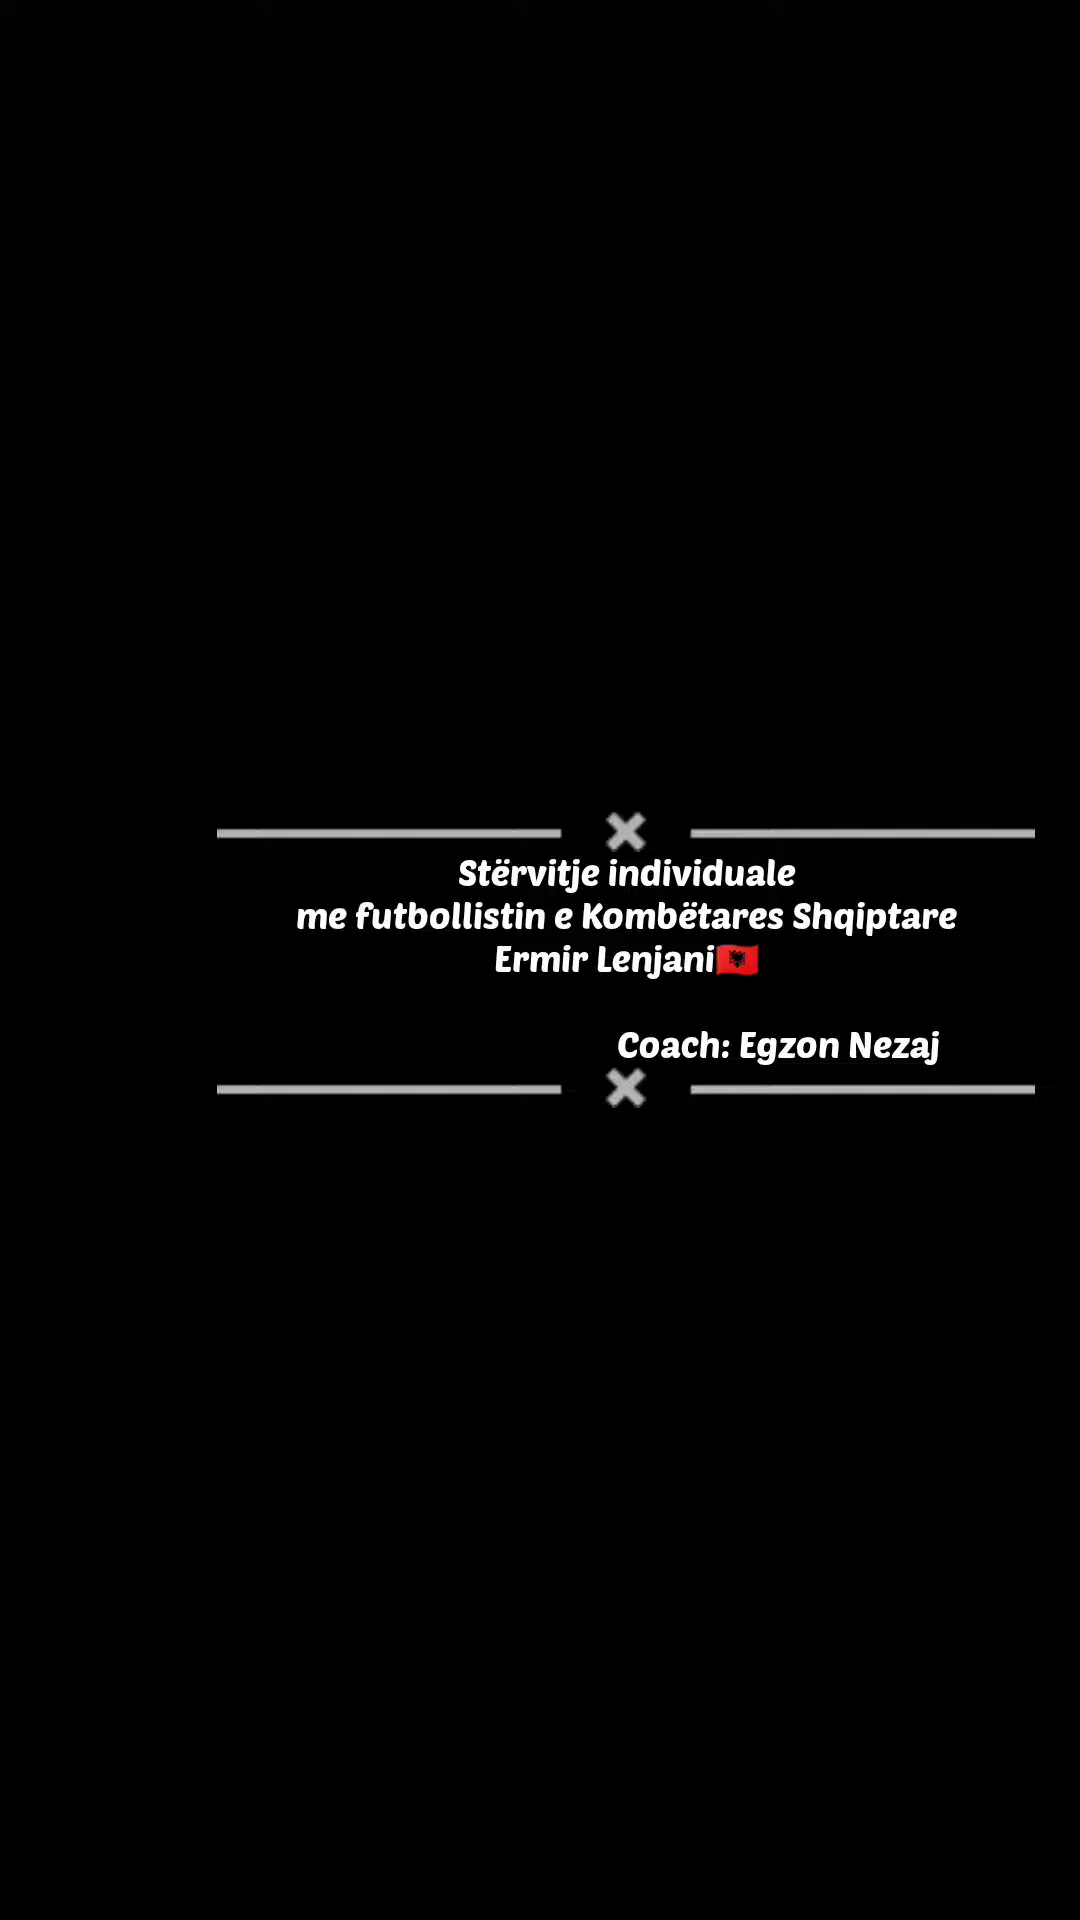 Stërvitje individuale
me futbollistin e Kombëtares Shqiptare
Ermir Lenjani🇦🇱
Coach: Egzon Nezaj